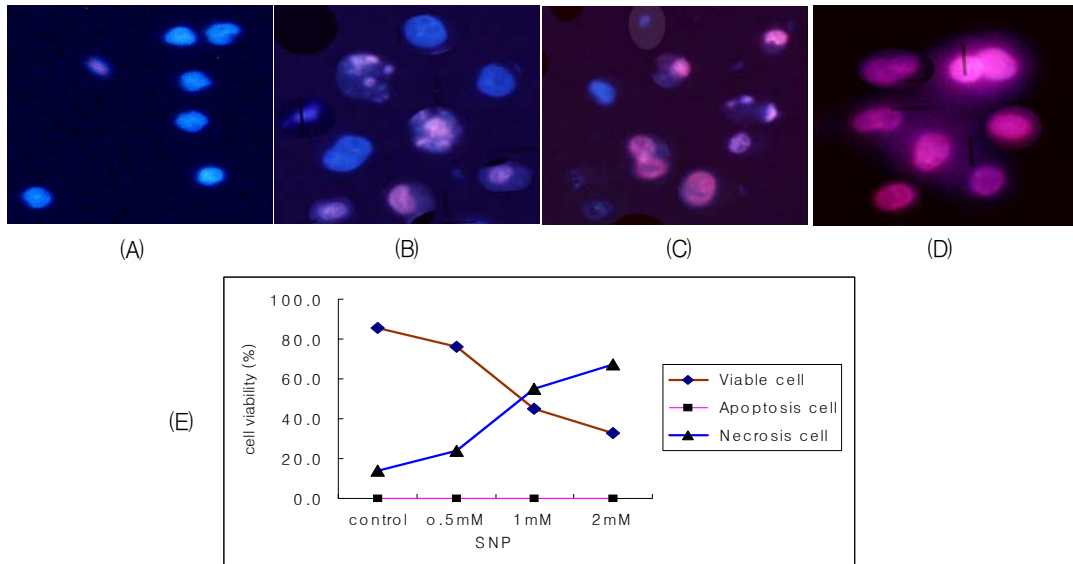 (A) (B) (C) (D)
(E)
cell viability (%)
100.0
80.0
60.0
40.0
20.0
0.0
control o.5mM 1mM 2mM
SNP
Viable cell
Apoptosis cell
Necrosis cell